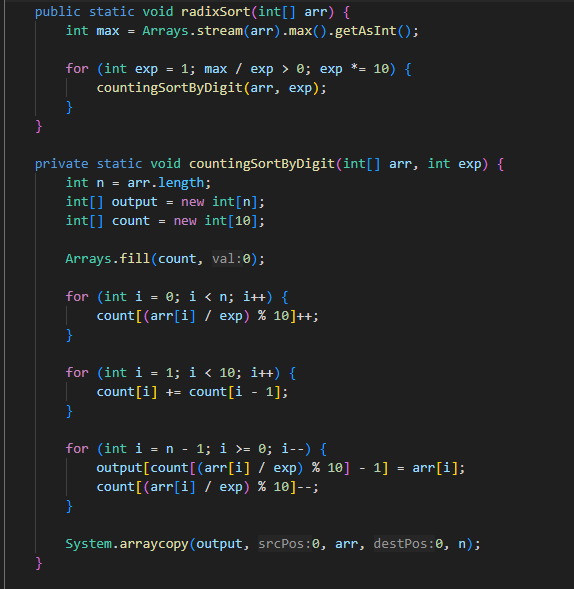 public static void radixSort(int[] arr) {
    int max = Arrays.stream(arr).max().getAsInt();

    for (int exp = 1; max / exp > 0; exp *= 10) {
        countingSortByDigit(arr, exp);
    }
}

private static void countingSortByDigit(int[] arr, int exp) {
    int n = arr.length;
    int[] output = new int[n];
    int[] count = new int[10];

    Arrays.fill(count, val:0);

    for (int i = 0; i < n; i++) {
        count[(arr[i] / exp) % 10]++;
    }

    for (int i = 1; i < 10; i++) {
        count[i] += count[i - 1];
    }

    for (int i = n - 1; i >= 0; i--) {
        output[count[(arr[i] / exp) % 10] - 1] = arr[i];
        count[(arr[i] / exp) % 10]--;
    }

    System.arraycopy(output, srcPos:0, arr, destPos:0, n);
}